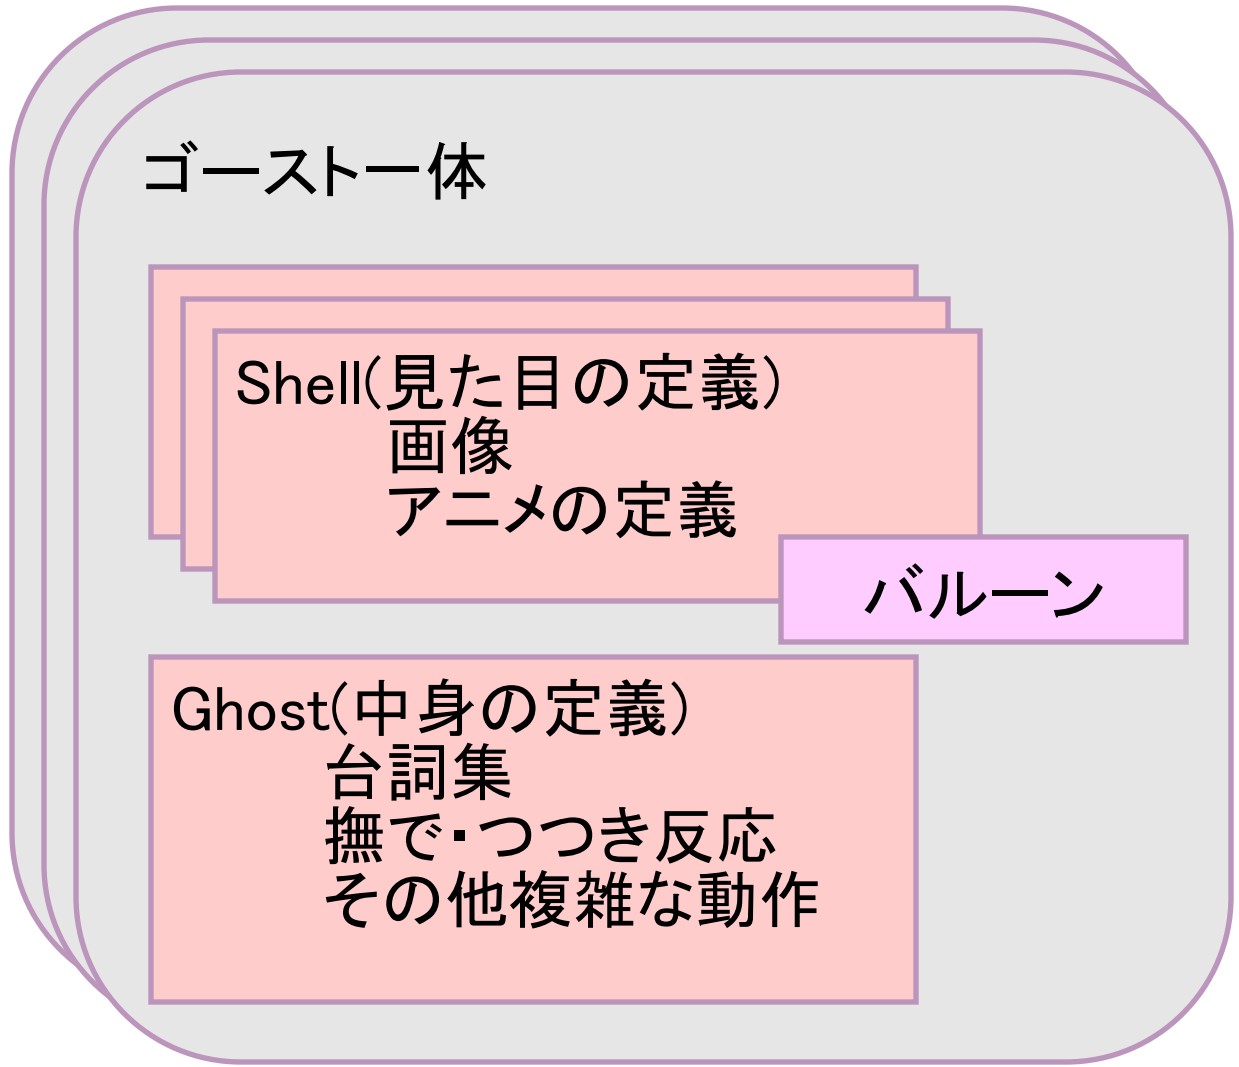 ゴースト一体
Shell(見た目の定義)
画像
アニメの定義
バルーン
Ghost(中身の定義)
台詞集
撫で・つつき反応
その他複雑な動作